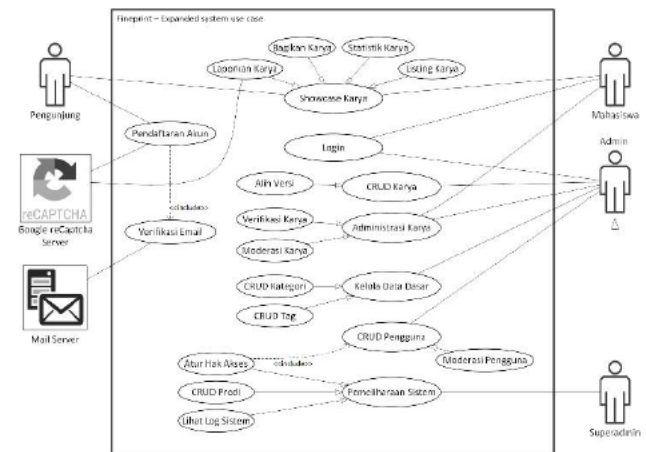 Fineprint – Expanded system use case
Bagikan Karya
Statistik Karya
Laporkan Karya
Listing Karya
Showcase Karya
Pengunjung
Mahasiswa
Pendaftaran Akun
Admin
Login
reCAPTCHA
Alih Versi
CRUD Karya
<<include>>
Google reCaptcha
Server
Verifikasi Email
Verifikasi Karya
Administrasi Karya
Moderasi Karya
CRUD Kategori
Kelola Data Dasar
CRUD Tag
Mail Server
CRUD Pengguna
Atur Hak Akses
<<include>>
Moderasi Pengguna
CRUD Prodi
Pemeliharaan Sistem
Lihat Log Sistem
Superadmin